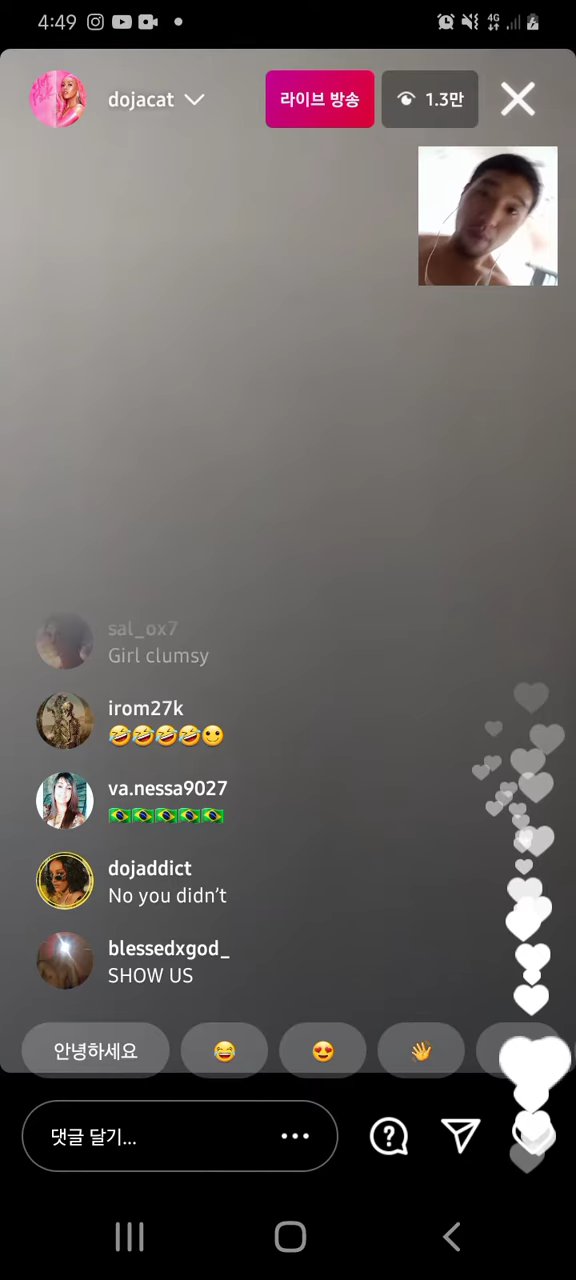 4:49
4G
dojacat
라이브 방송
1.3만
sal_ox7
Girl clumsy
irom27k
🤣🤣🤣🤣🙂
va.nessa9027
🇧🇷🇧🇷🇧🇷🇧🇷🇧🇷
dojaddict
No you didn't
blessedxgod_
SHOW US
안녕하세요 😂 😍 👋
댓글 달기...